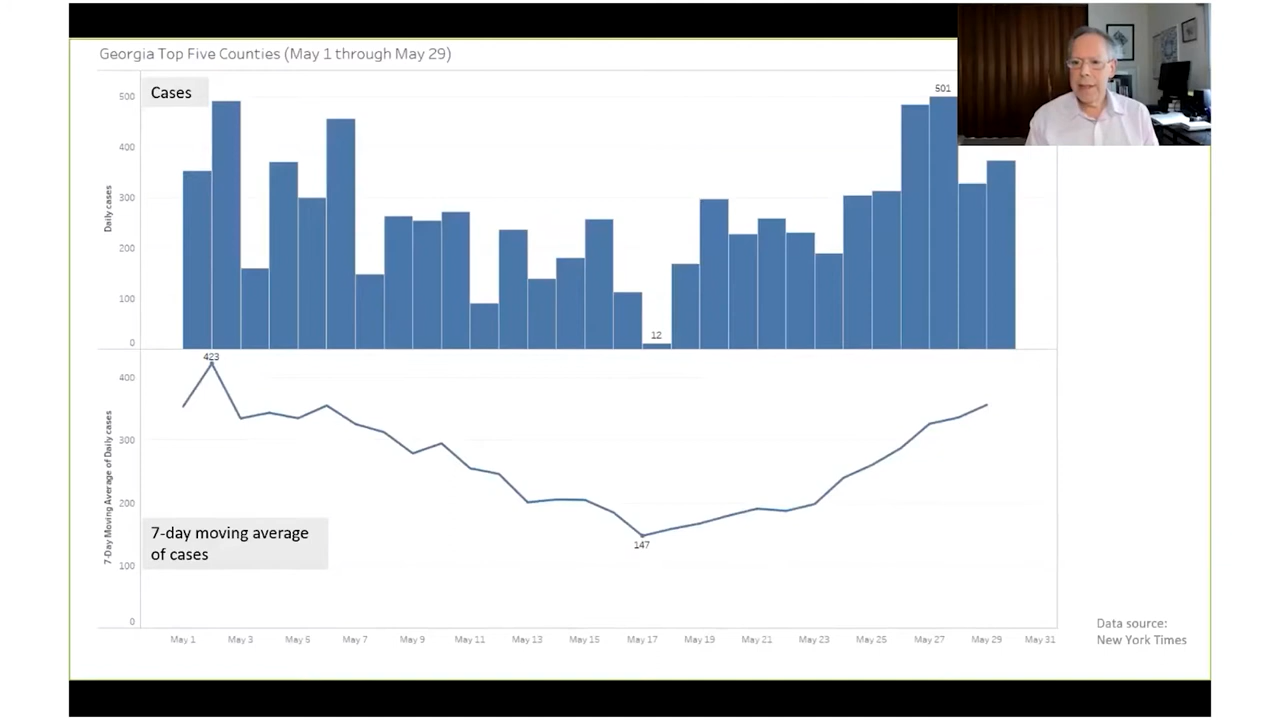 Georgia Top Five Counties (May 1 through May 29)
Cases
500
400
300
200
100
0
Daily cases
501
12
423
400
300
200
100
0
7-Day Moving Average of Daily cases
147
7-day moving average
of cases
May 1 May 3 May 5 May 7 May 9 May 11 May 13 May 15 May 17 May 19 May 21 May 23 May 25 May 27 May 29 May 31
Data source:
New York Times